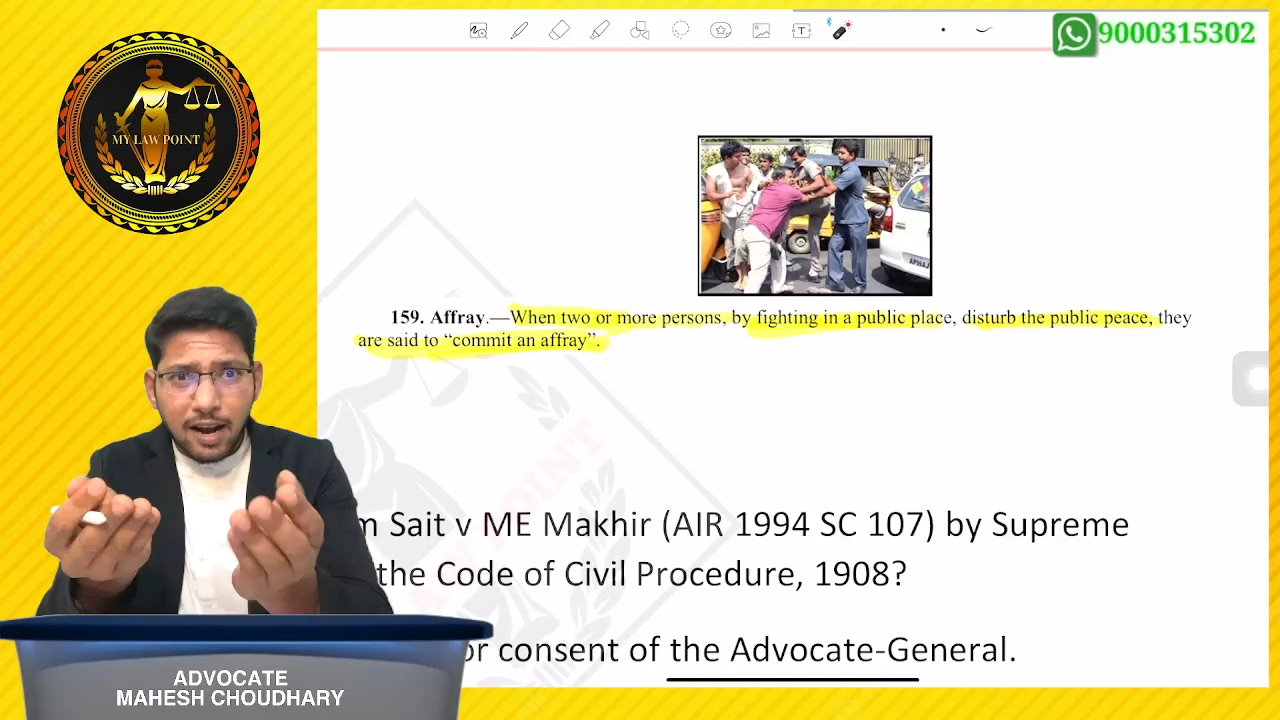 9000315302
MY LAW POINT
159. Affray.—When two or more persons, by fighting in a public place, disturb the public peace, they
are said to “commit an affray”.
Sait v ME Makhir (AIR 1994 SC 107) by Supreme
the Code of Civil Procedure, 1908?
or consent of the Advocate-General.
ADVOCATE
MAHESH CHOUDHARY